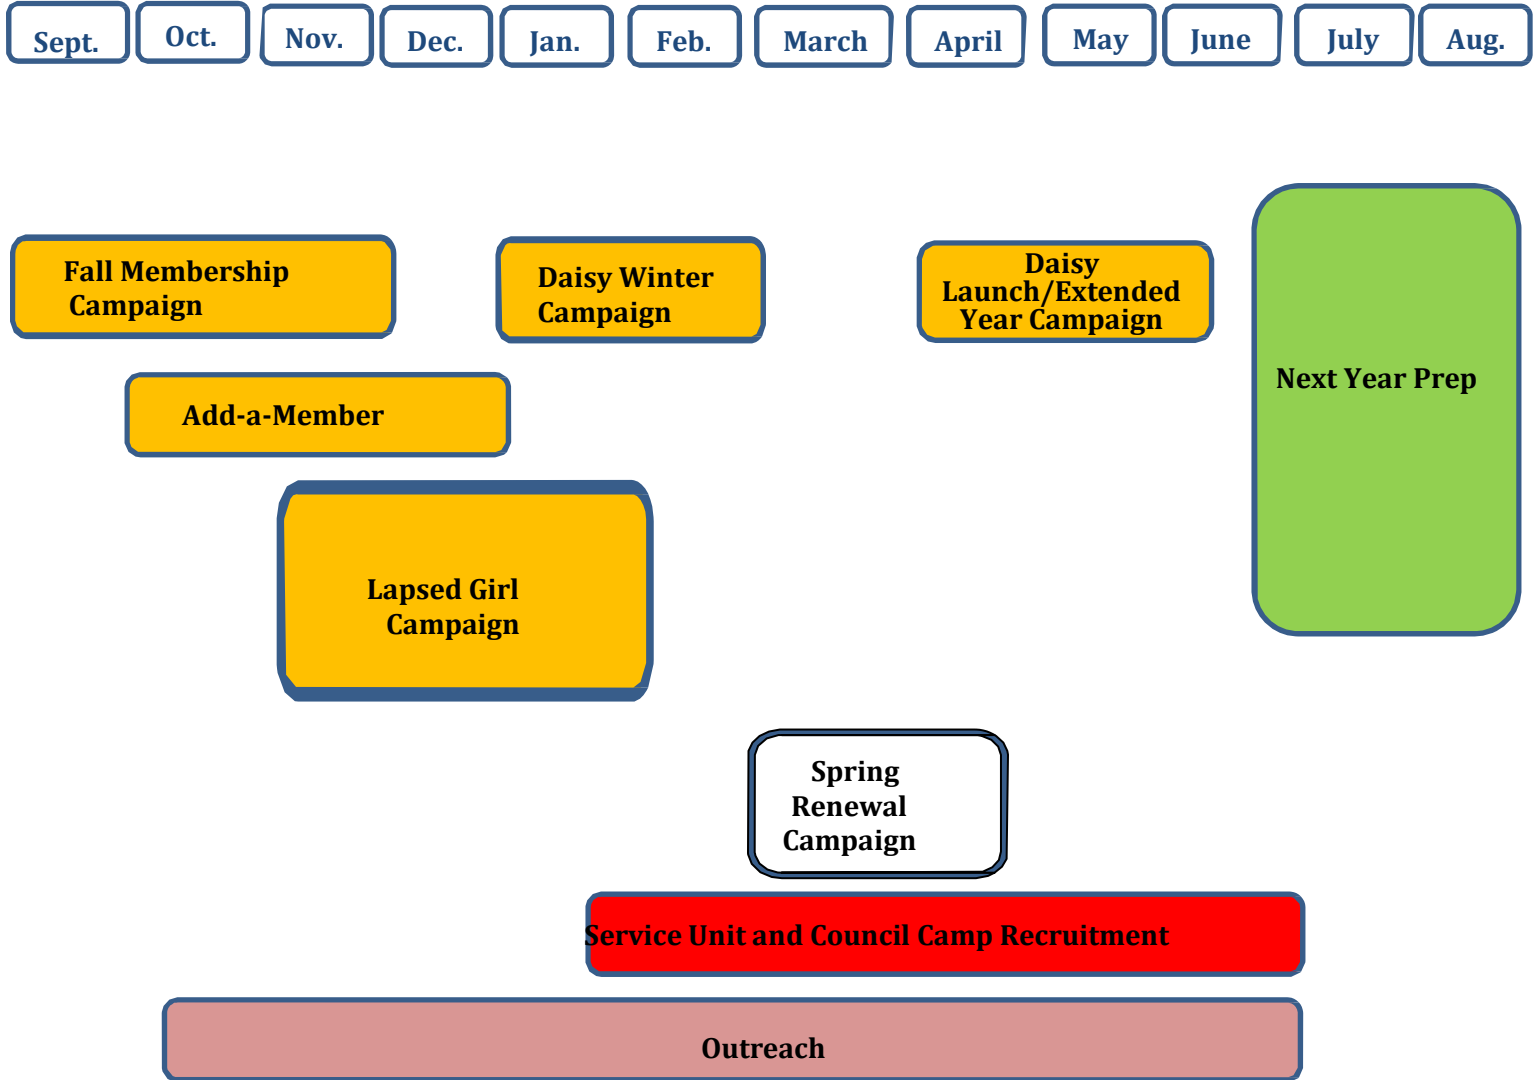 Sept. Oct. Nov. Dec. Jan. Feb. March April May June July Aug.
Fall Membership
Campaign
Daisy Winter
Campaign
Daisy
Launch/Extended
Year Campaign
Next Year Prep
Add-a-Member
Lapsed Girl
Campaign
Spring
Renewal
Campaign
Service Unit and Council Camp Recruitment
Outreach